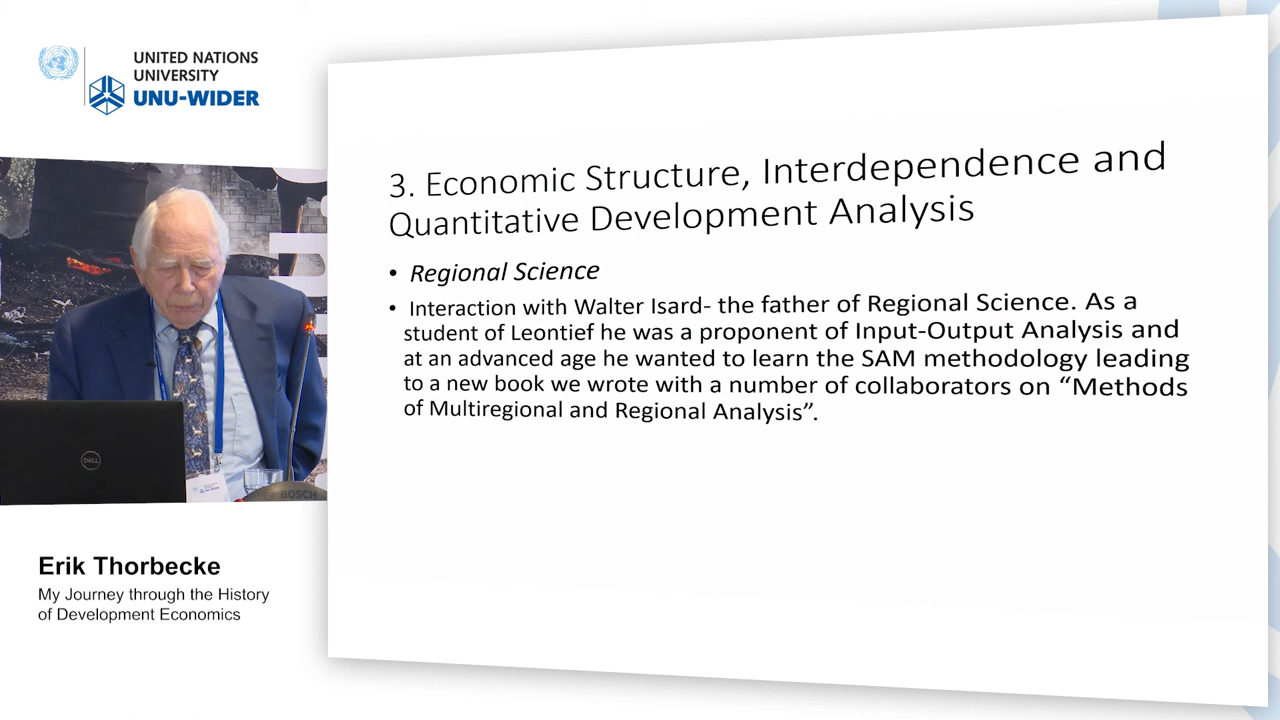 UNITED NATIONS
UNIVERSITY
UNU-WIDER
3. Economic Structure, Interdependence and
Quantitative Development Analysis
• Regional Science
• Interaction with Walter Isard- the father of Regional Science. As a
student of Leontief he was a proponent of Input-Output Analysis and
at an advanced age he wanted to learn the SAM methodology leading
to a new book we wrote with a number of collaborators on “Methods
of Multiregional and Regional Analysis”.
DELL
BOSCH
Erik Thorbecke
My Journey through the History
of Development Economics